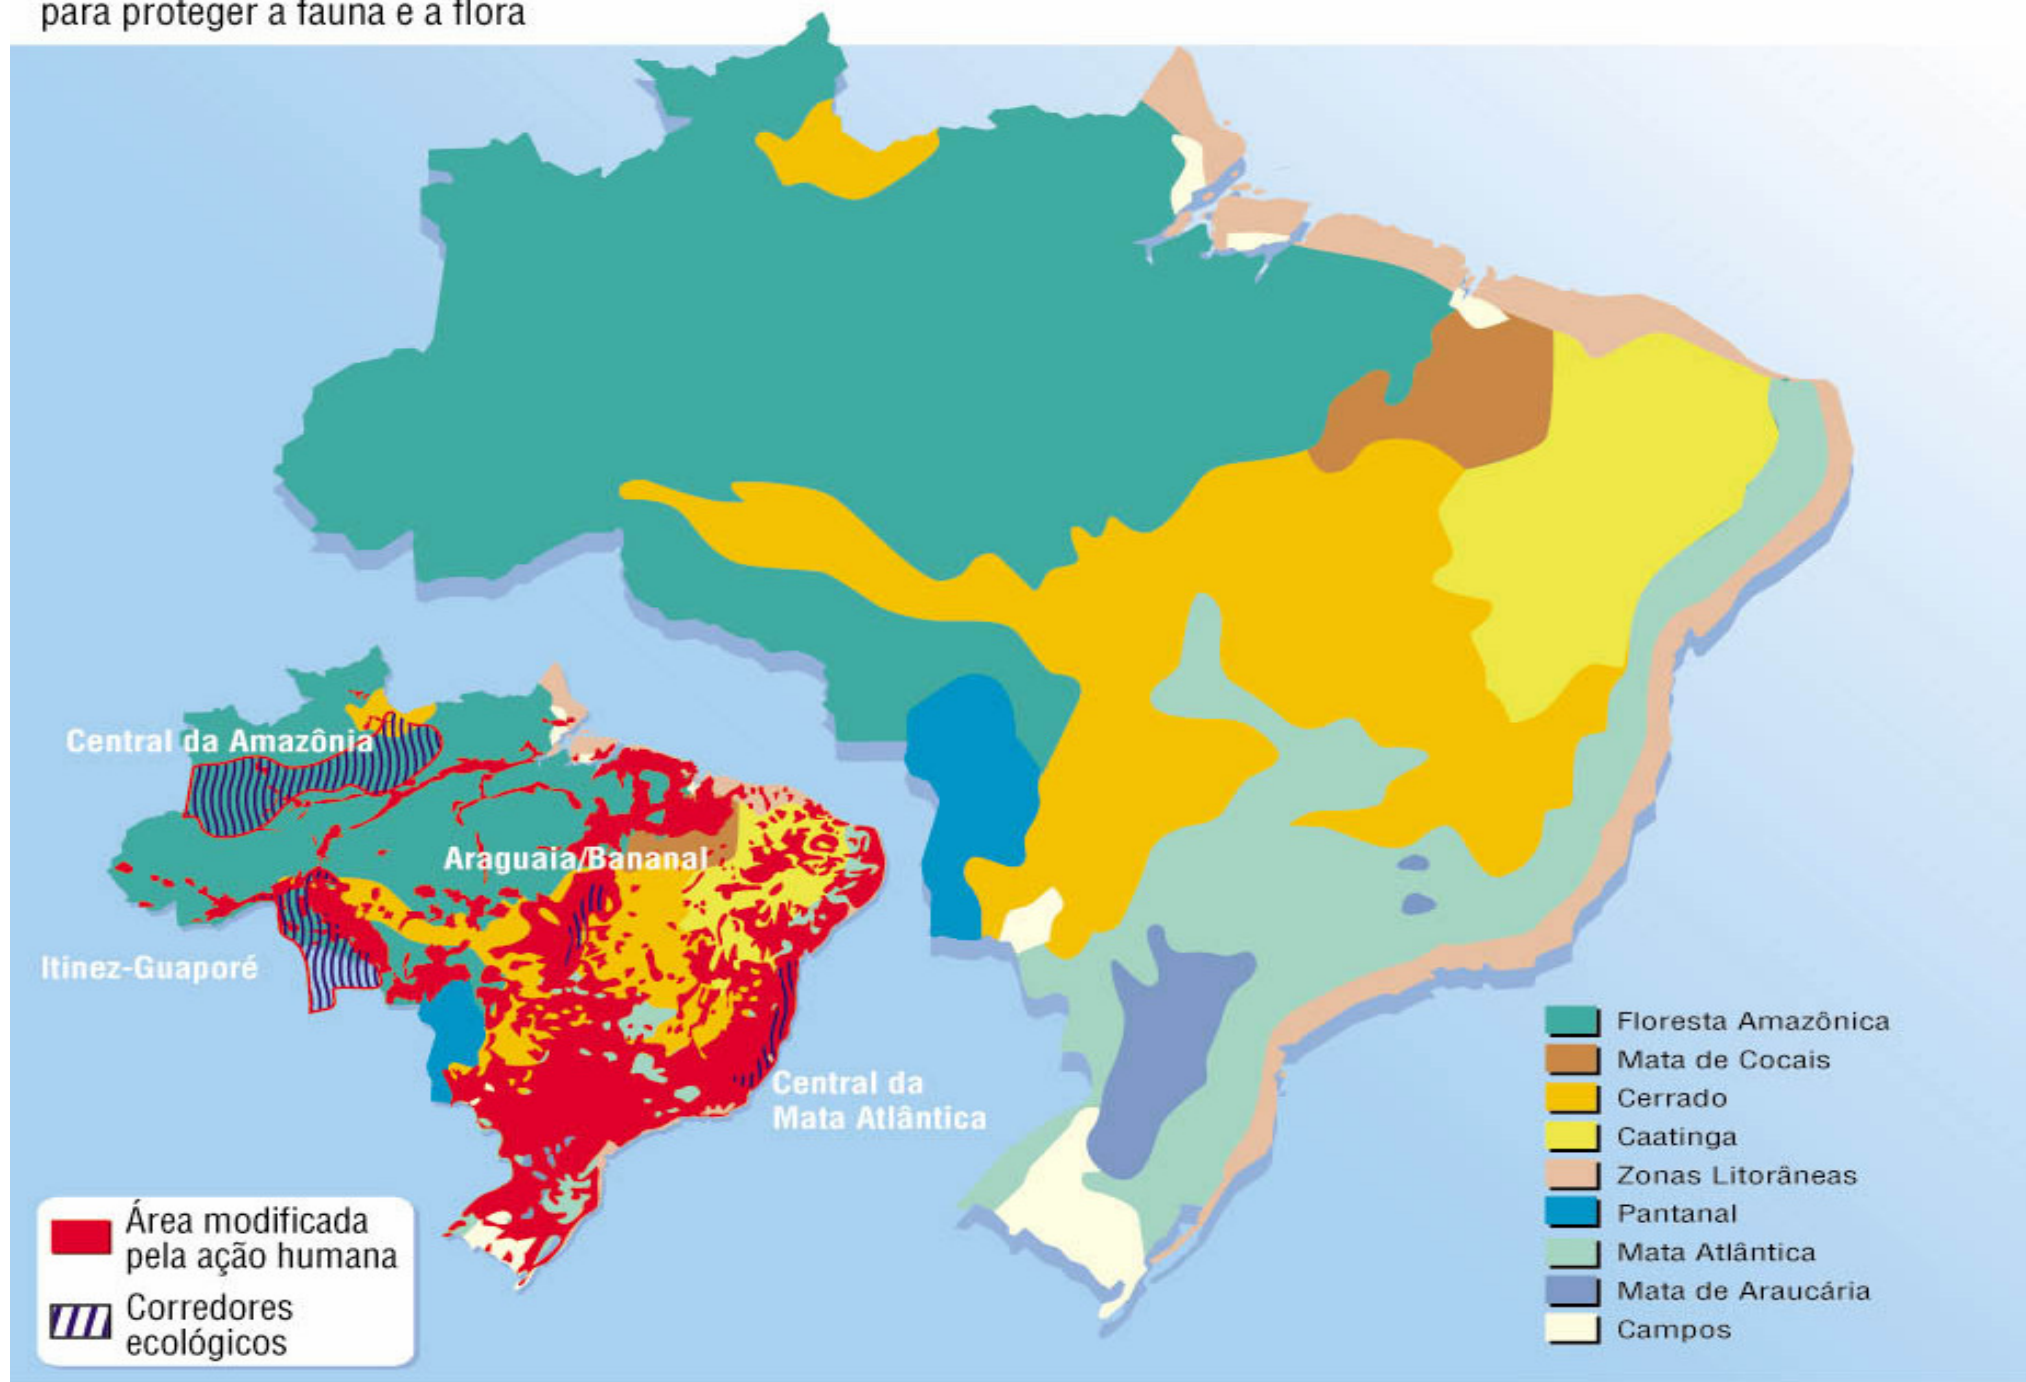 para proteger a fauna e a flora
Central da Amazônia
Araguaia/Bananal
Itinez-Guaporé
Central da
Mata Atlântica
Área modificada
pela ação humana
Corredores
ecológicos
Floresta Amazônica
Mata de Cocais
Cerrado
Caatinga
Zonas Litorâneas
Pantanal
Mata Atlântica
Mata de Araucária
Campos